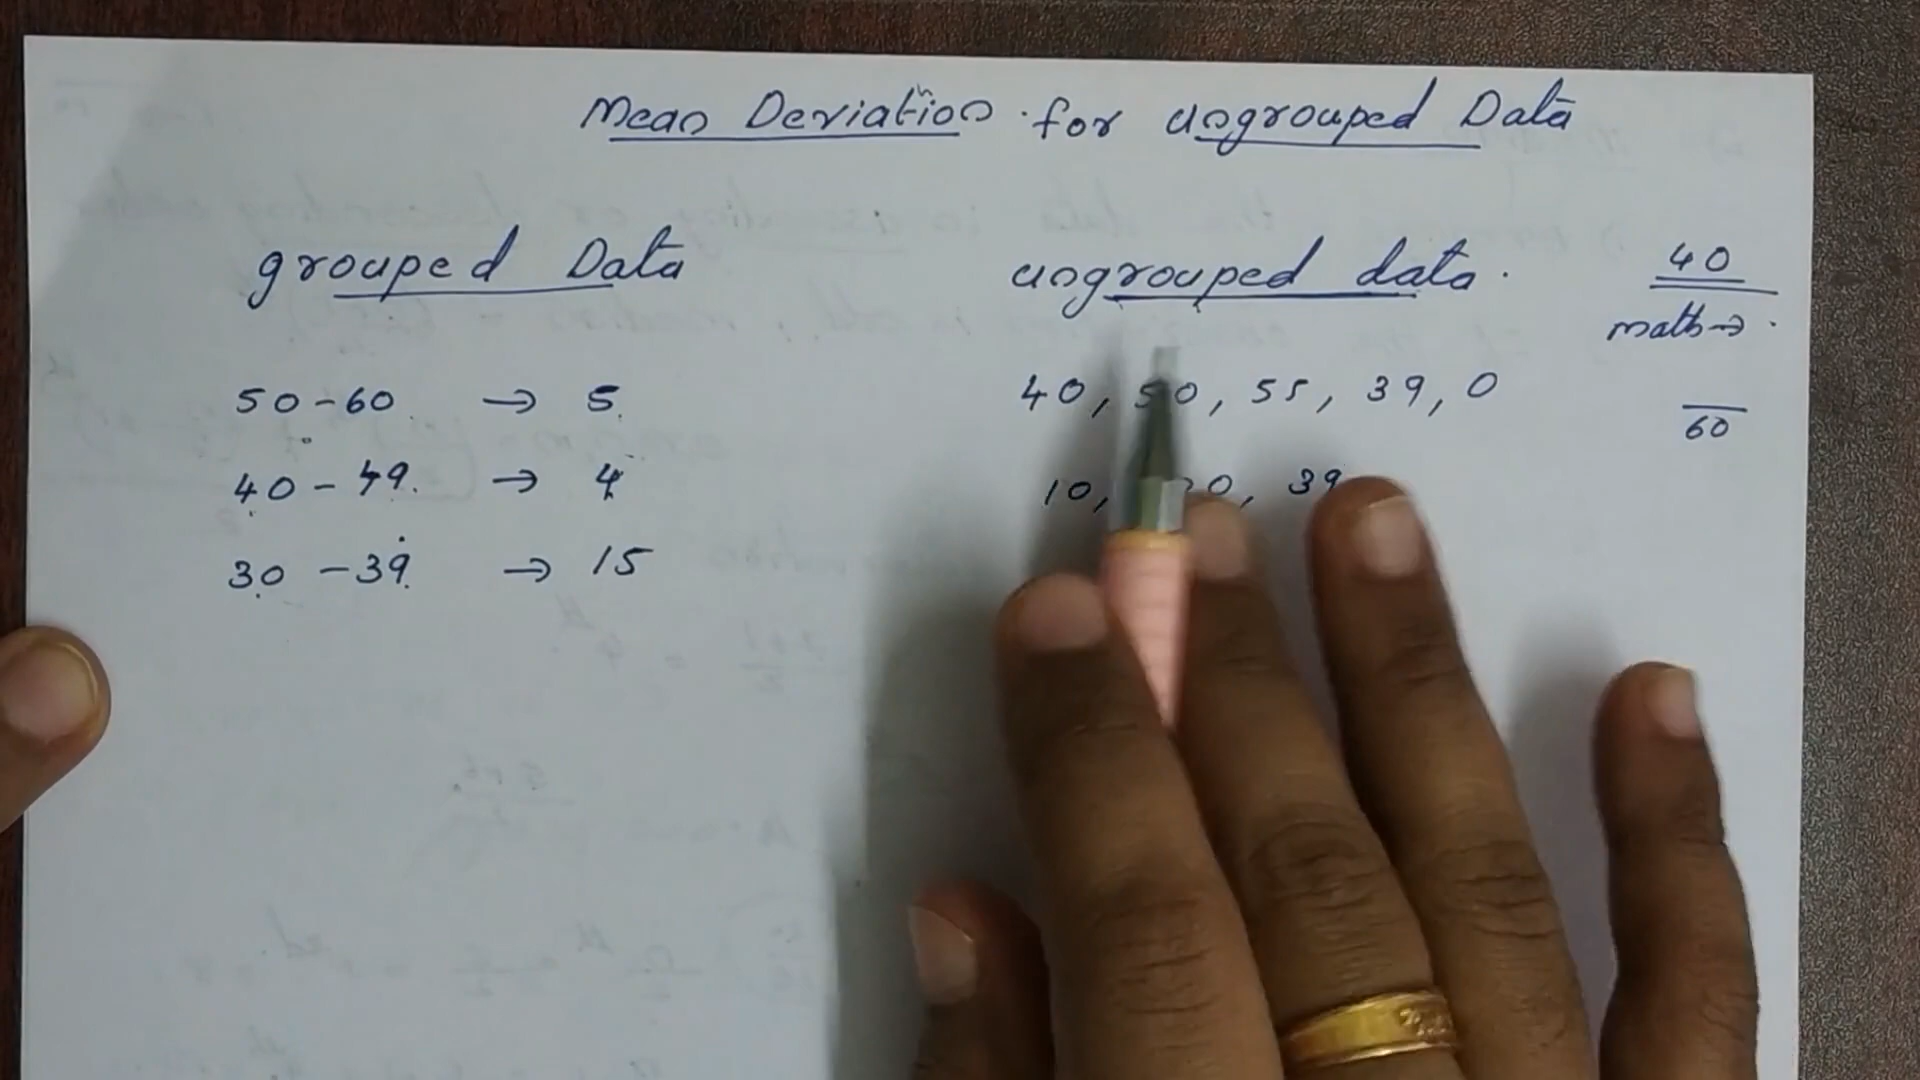 Mean Deviation for ungrouped Data
grouped Data
50-60 → 5
40-49 → 4
30-39 → 15
ungrouped data
40, 50, 55, 39, 0
10, 39
40
math →
60